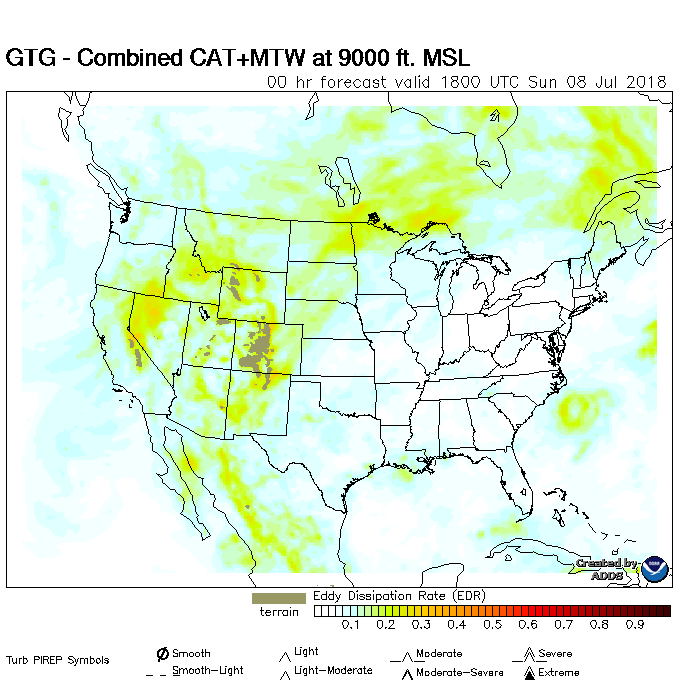 GTG - Combined CAT+MTW at 9000 ft. MSL
00 hr forecast valid 1800 UTC Sun 08 Jul 2018
Created by
ADDS
Eddy Dissipation Rate (EDR)
terrain
0.1 0.2 0.3 0.4 0.5 0.6 0.7 0.8 0.9
Turb PIREP Symbols
Smooth Light Moderate Severe
Smooth-Light Light-Moderate Moderate-Severe Extreme